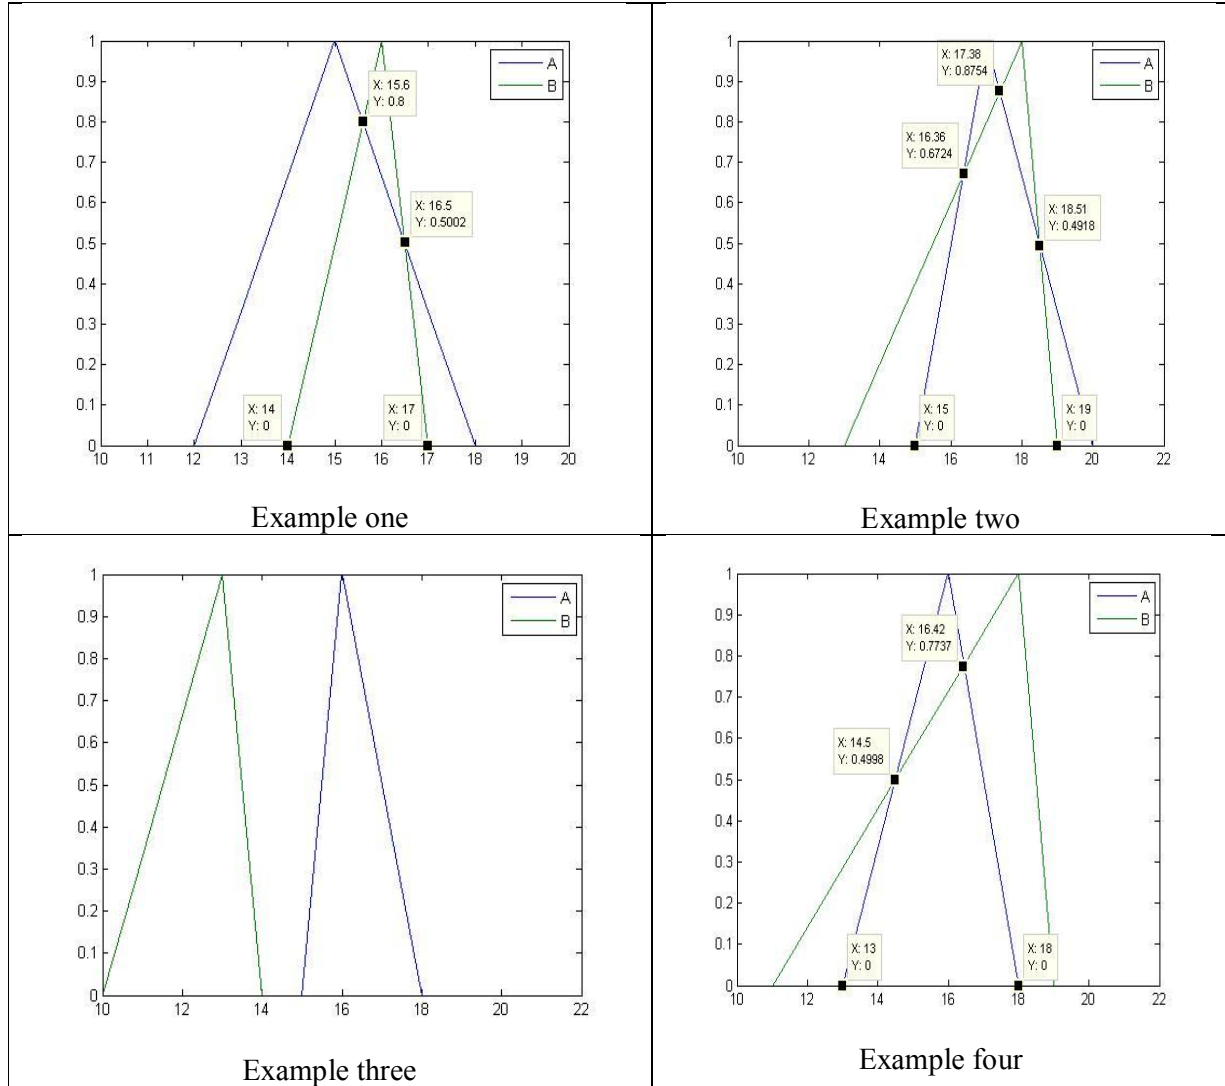 1
0.9
0.8
0.7
0.6
0.5
0.4
0.3
0.2
0.1
0
10 11 12 13 14 15 16 17 18 19 20
A
B
X: 15.6
Y: 0.8
X: 16.5
Y: 0.5002
X: 14
Y: 0
X: 17
Y: 0
Example one
1
0.9
0.8
0.7
0.6
0.5
0.4
0.3
0.2
0.1
0
10 12 14 16 18 20 22
A
B
X: 17.38
Y: 0.8754
X: 16.36
Y: 0.6724
X: 18.51
Y: 0.4918
X: 15
Y: 0
X: 19
Y: 0
Example two
1
0.9
0.8
0.7
0.6
0.5
0.4
0.3
0.2
0.1
0
10 12 14 16 18 20 22
A
B
Example three
1
0.9
0.8
0.7
0.6
0.5
0.4
0.3
0.2
0.1
0
10 12 14 16 18 20 22
A
B
X: 16.42
Y: 0.7737
X: 14.5
Y: 0.4998
X: 13
Y: 0
X: 18
Y: 0
Example four